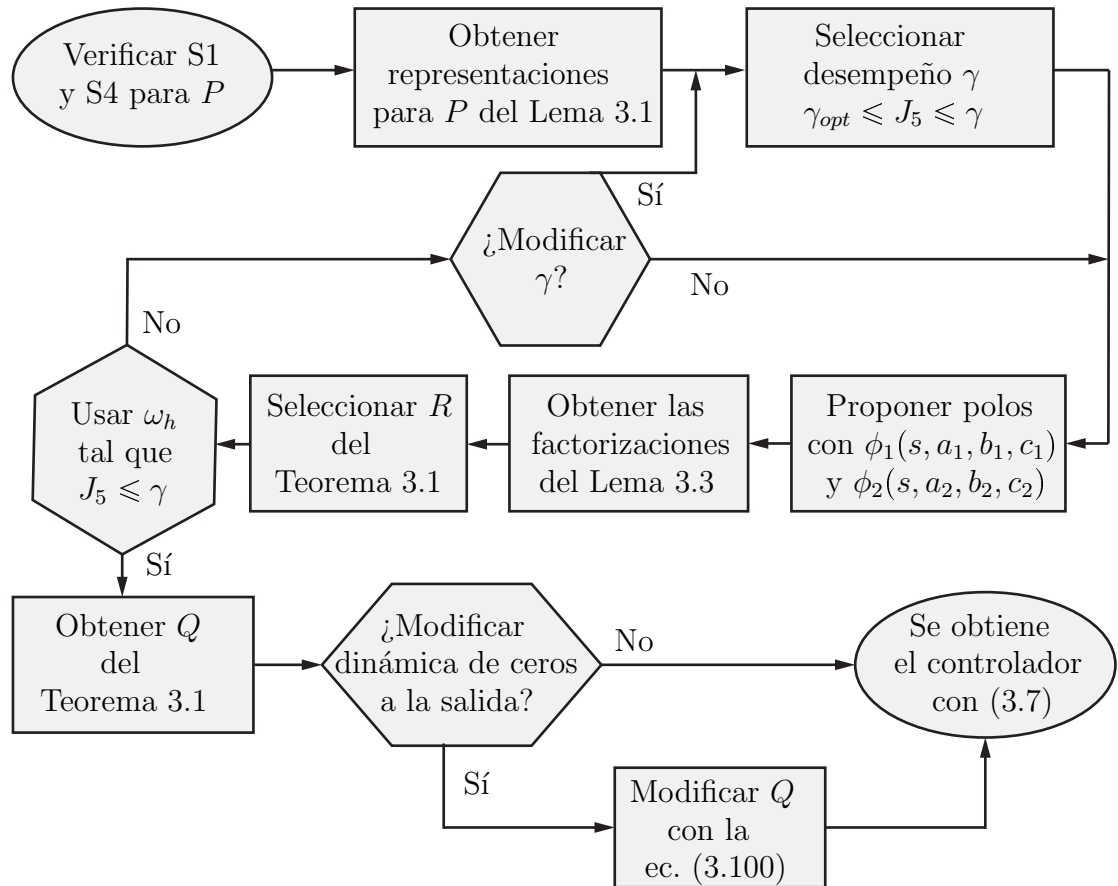 Verificar S1
y S4 para P
Obtener
representaciones
para P del Lema 3.1
Seleccionar
desempeño γ
γ_{opt} ⩽ J_5 ⩽ γ
Sí
¿Modificar
γ?
No
No
Usar ω_h
tal que
J_5 ⩽ γ
Seleccionar R
del
Teorema 3.1
Obtener las
factorizaciones
del Lema 3.3
Proponer polos
con ϕ_1(s, a_1, b_1, c_1)
y ϕ_2(s, a_2, b_2, c_2)
Sí
Obtener Q
del
Teorema 3.1
¿Modificar
dinámica de ceros
a la salida?
No
Se obtiene
el controlador
con (3.7)
Sí
Modificar Q
con la
ec. (3.100)